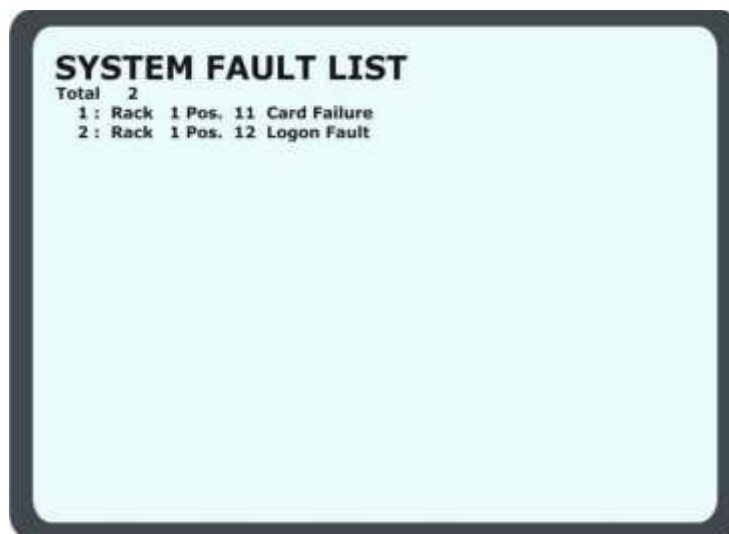 SYSTEM FAULT LIST
Total 2
1 : Rack 1 Pos. 11 Card Failure
2 : Rack 1 Pos. 12 Logon Fault